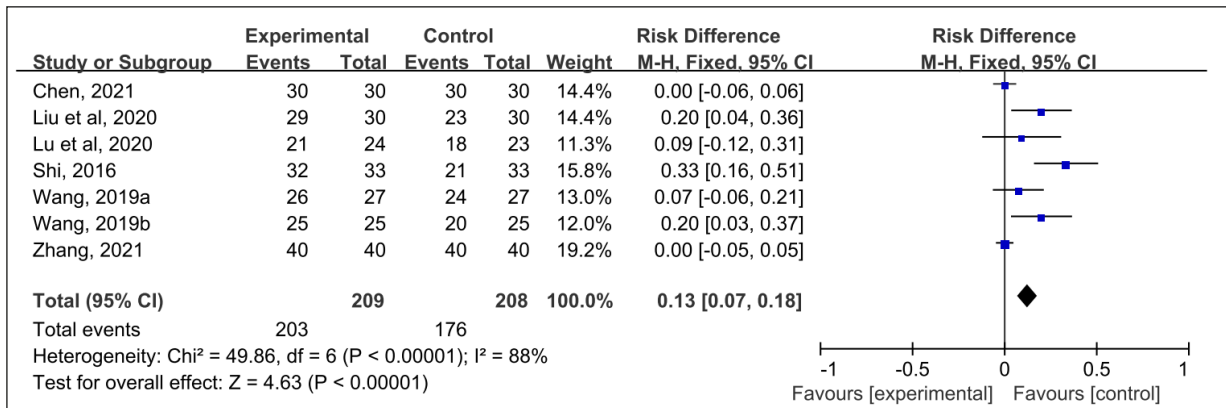 Experimental Control Risk Difference Risk Difference
Study or Subgroup Events Total Events Total Weight M-H, Fixed, 95% CI M-H, Fixed, 95% CI
Chen, 2021 30 30 30 30 14.4% 0.00 [-0.06, 0.06]
Liu et al, 2020 29 30 23 30 14.4% 0.20 [0.04, 0.36]
Lu et al, 2020 21 24 18 23 11.3% 0.09 [-0.12, 0.31]
Shi, 2016 32 33 21 33 15.8% 0.33 [0.16, 0.51]
Wang, 2019a 26 27 24 27 13.0% 0.07 [-0.06, 0.21]
Wang, 2019b 25 25 20 25 12.0% 0.20 [0.03, 0.37]
Zhang, 2021 40 40 40 40 19.2% 0.00 [-0.05, 0.05]
Total (95% CI) 209 208 100.0% 0.13 [0.07, 0.18]
Total events 203 176
Heterogeneity: Chi² = 49.86, df = 6 (P < 0.00001); I² = 88%
Test for overall effect: Z = 4.63 (P < 0.00001)
-1 -0.5 0 0.5 1
Favours [experimental] Favours [control]